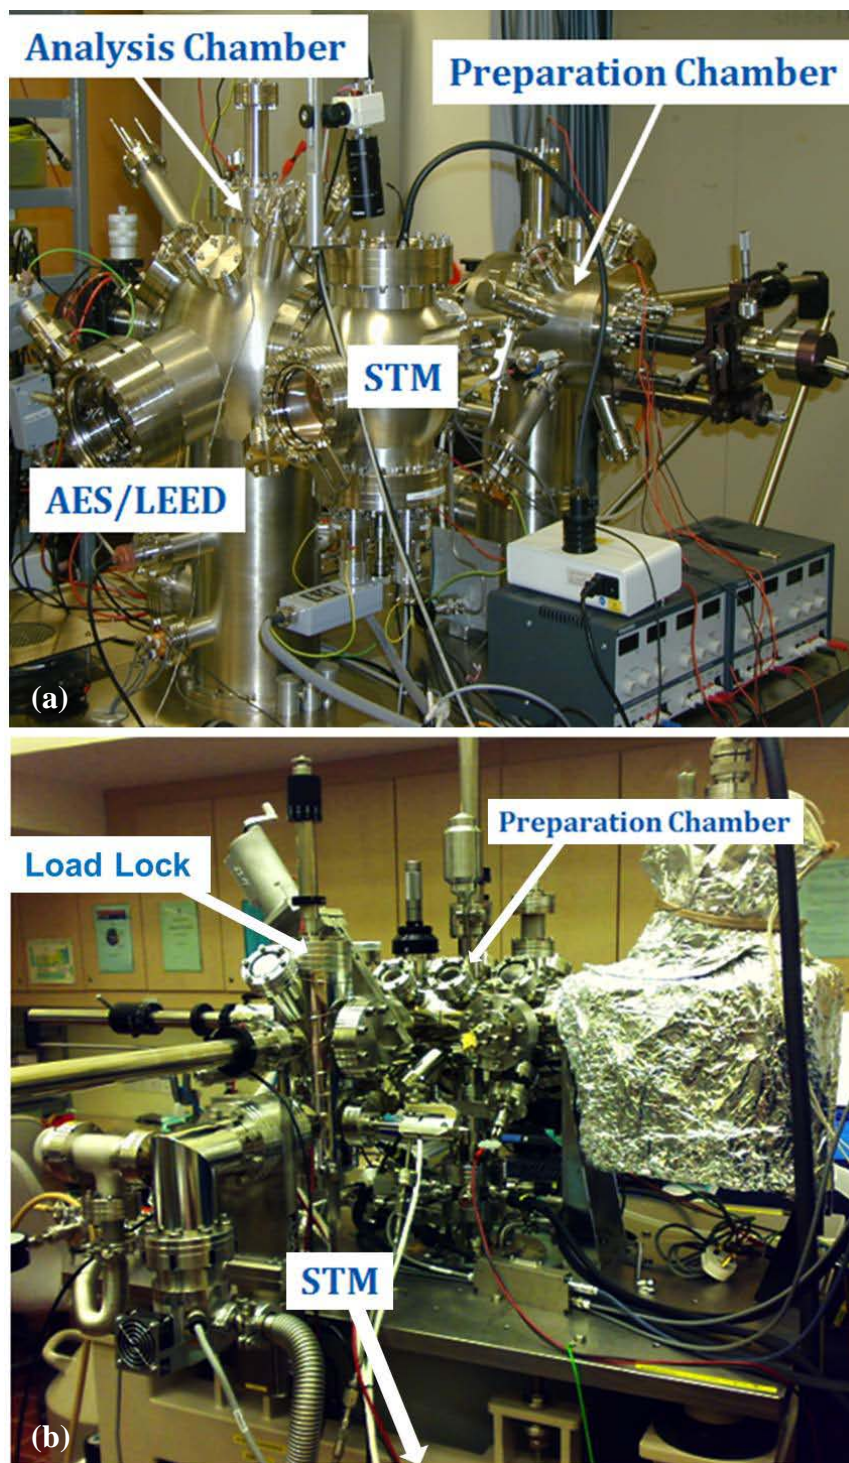 Analysis Chamber
Preparation Chamber
STM
AES/LEED
(a)
Preparation Chamber
Load Lock
STM
(b)